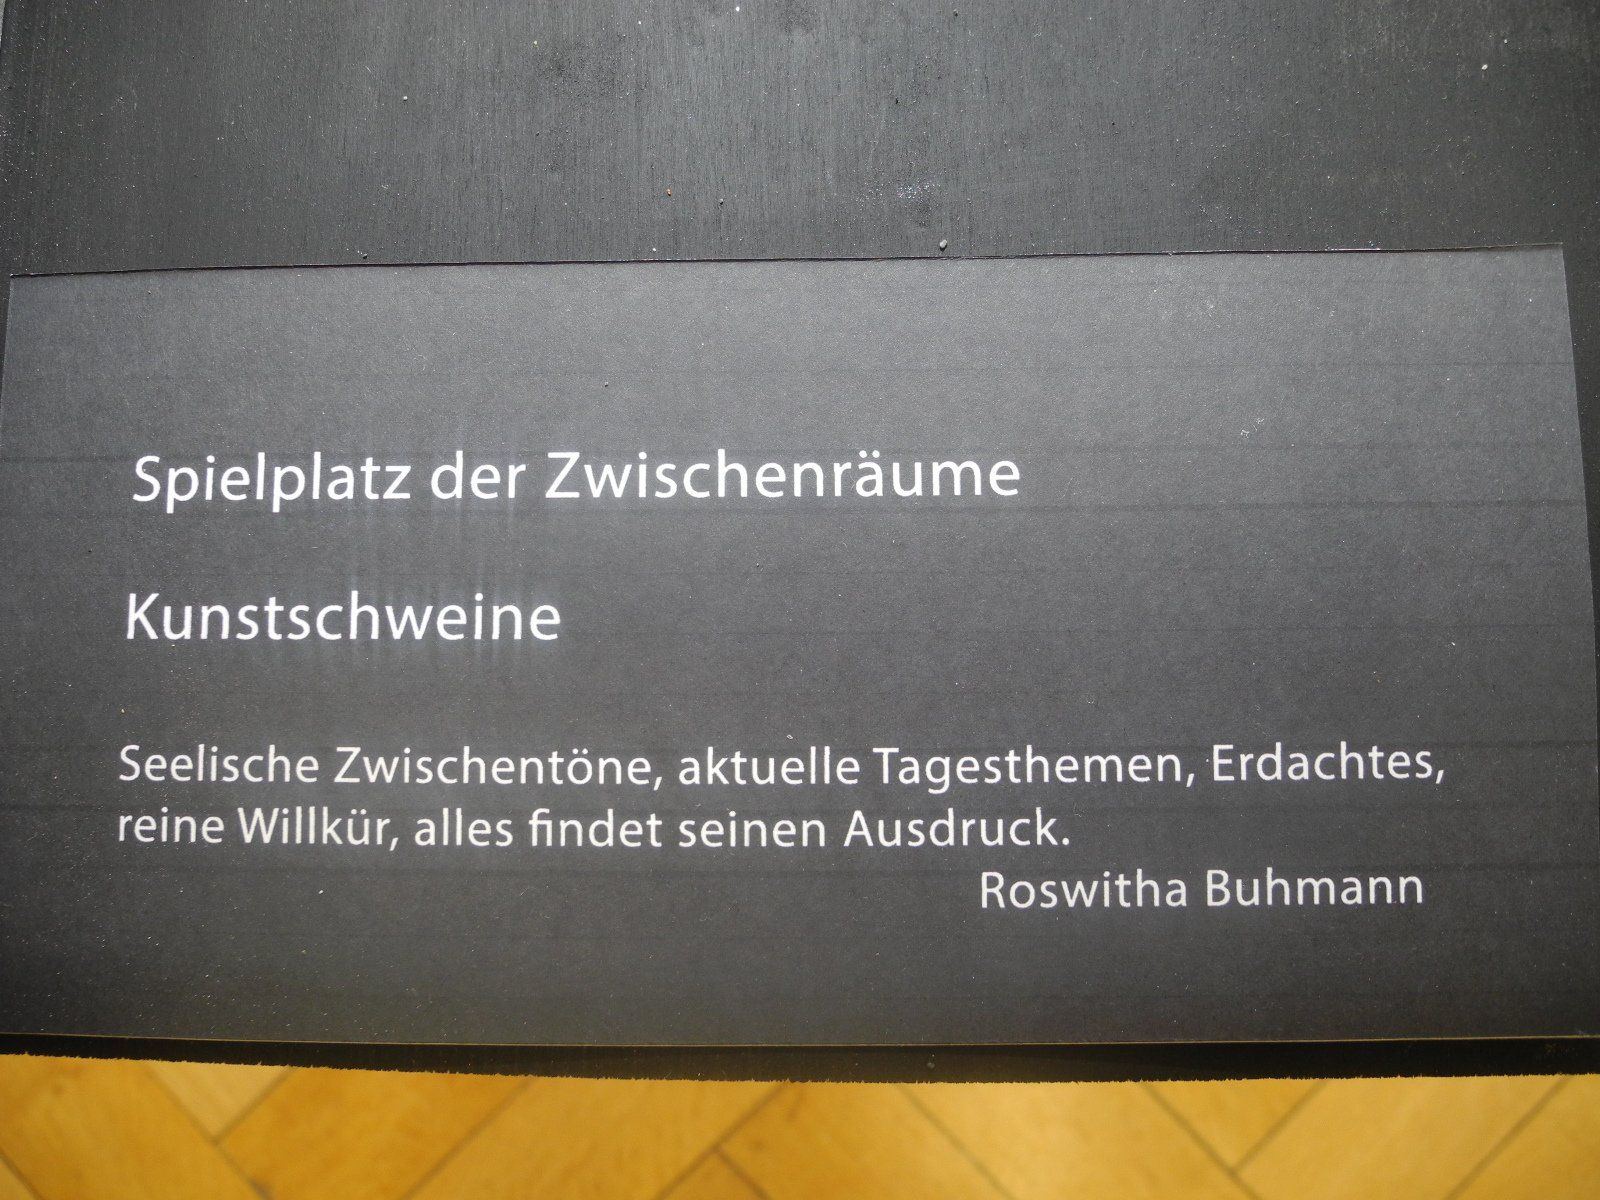 Spielplatz der Zwischenräume
Kunstschweine
Seelische Zwischentöne, aktuelle Tagesthemen, Erdachtes,
reine Willkür, alles findet seinen Ausdruck.
Roswitha Buhmann